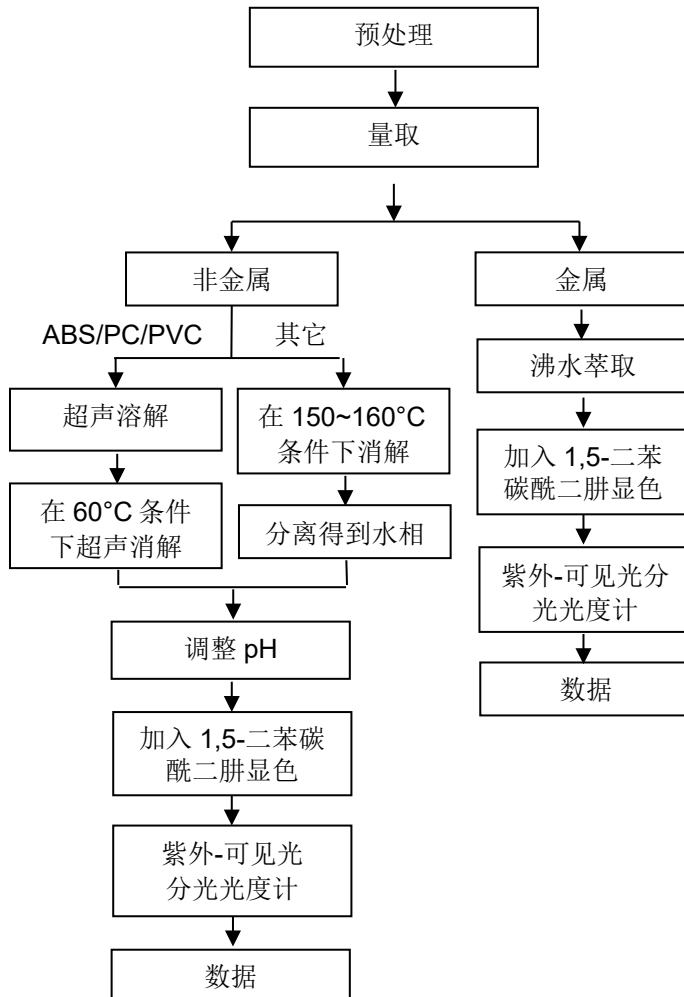 预处理
量取
非金属
金属
ABS/PC/PVC
其它
超声溶解
在 60°C 条件
下超声消解
在 150~160°C
条件下消解
分离得到水相
调整 pH
加入 1,5-二苯碳
酰二肼显色
紫外-可见光
分光光度计
数据
沸水萃取
加入 1,5-二苯
碳酰二肼显色
紫外-可见光分
光光度计
数据